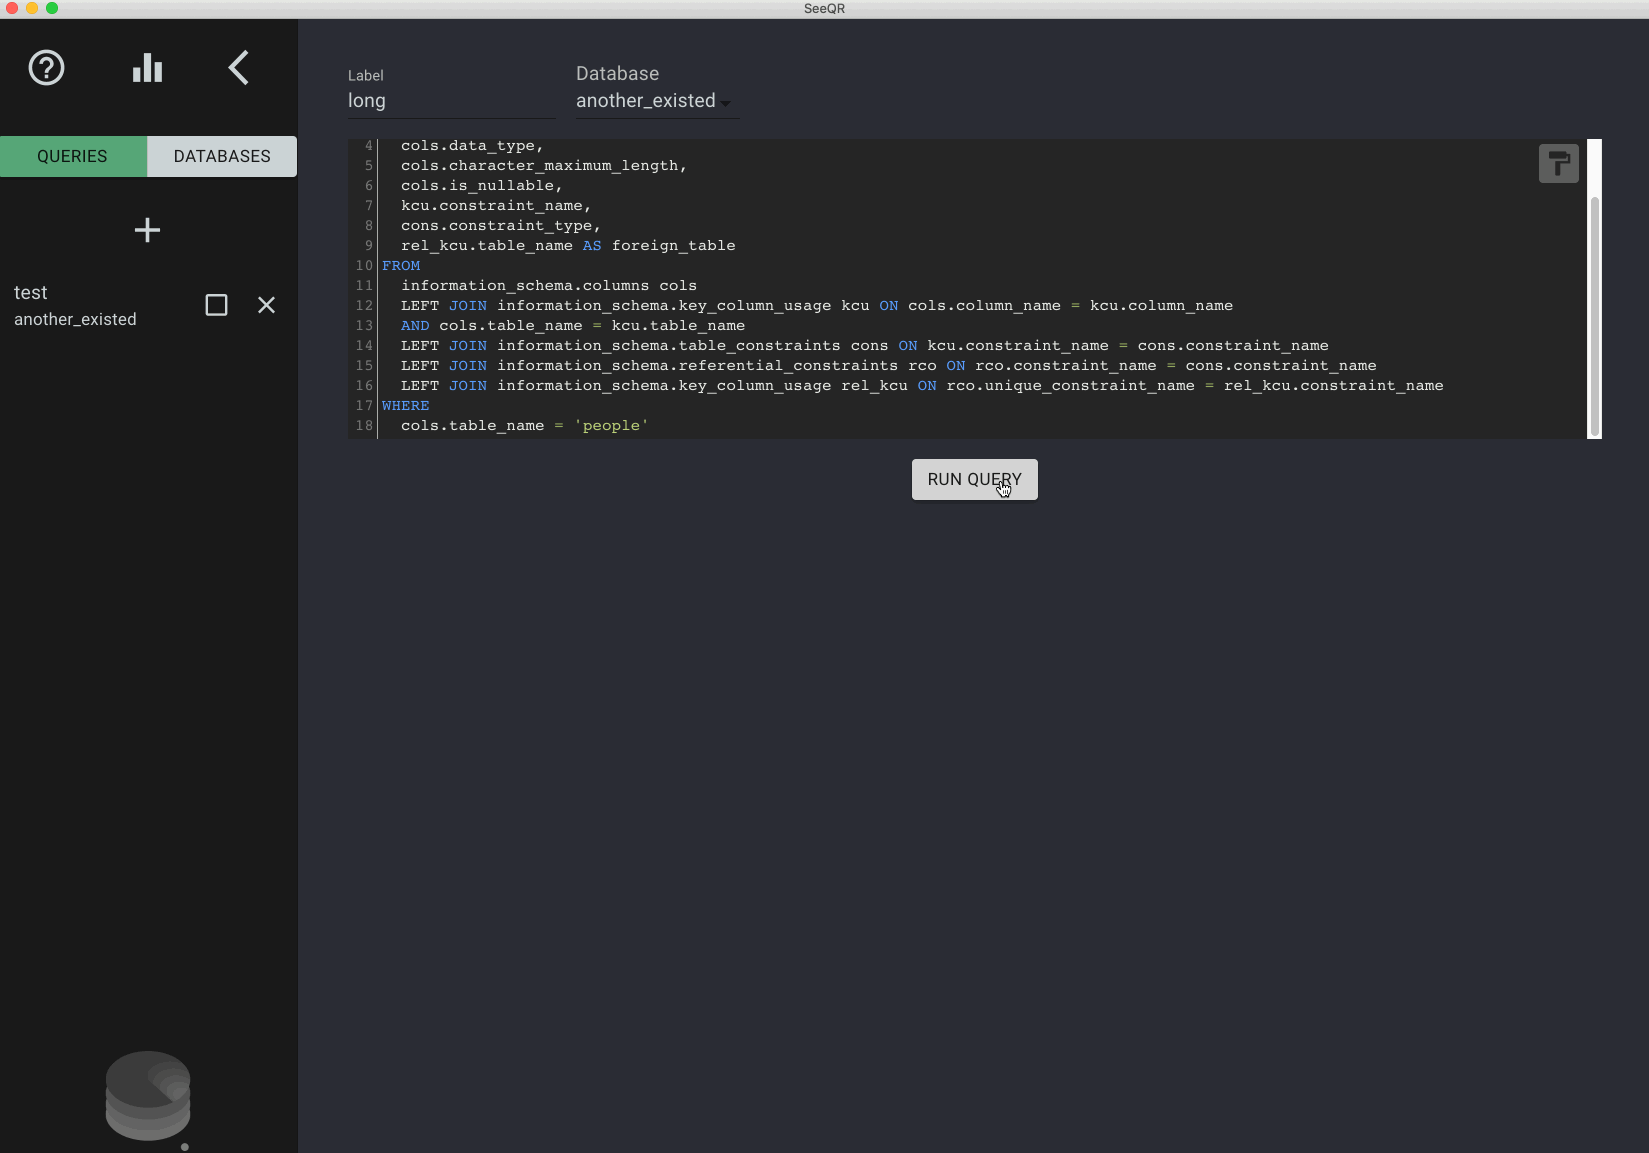 SeeQR
QUERIES
DATABASES
test
another_existed
Label
long
Database
another_existed
4 cols.data_type,
5 cols.character_maximum_length,
6 cols.is_nullable,
7 kcu.constraint_name,
8 cons.constraint_type,
9 rel_kcu.table_name AS foreign_table
10 FROM
11 information_schema.columns cols
12 LEFT JOIN information_schema.key_column_usage kcu ON cols.column_name = kcu.column_name
13 AND cols.table_name = kcu.table_name
14 LEFT JOIN information_schema.table_constraints cons ON kcu.constraint_name = cons.constraint_name
15 LEFT JOIN information_schema.referential_constraints rco ON rco.constraint_name = cons.constraint_name
16 LEFT JOIN information_schema.key_column_usage rel_kcu ON rco.unique_constraint_name = rel_kcu.constraint_name
17 WHERE
18 cols.table_name = 'people'
RUN QUERY